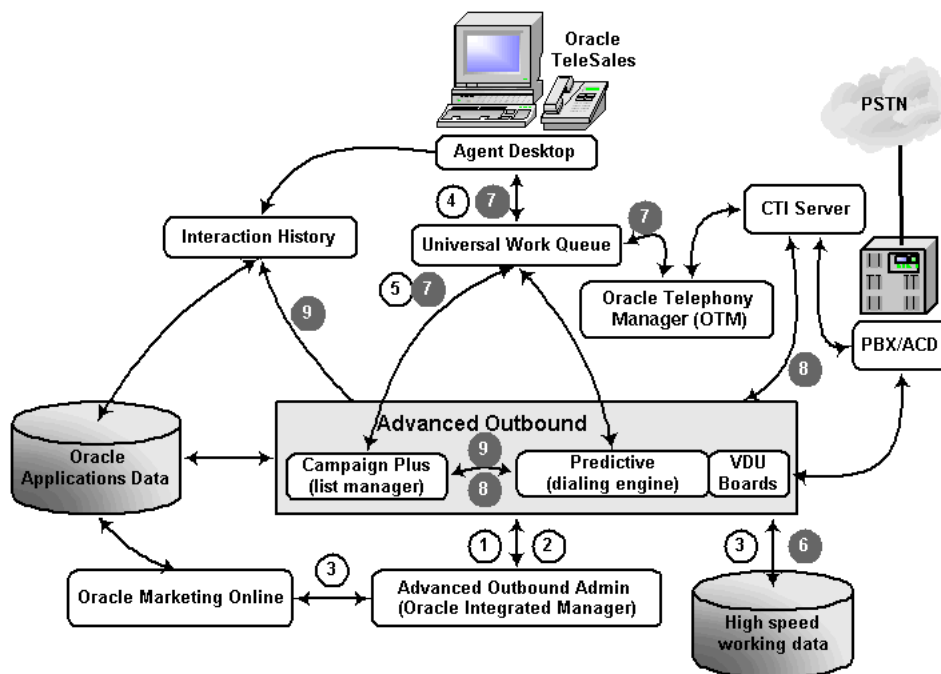 Oracle
TeleSales
PSTN
Agent Desktop
4
7
7
CTI Server
Interaction History
Universal Work Queue
5
7
Oracle Telephony
Manager (OTM)
9
PBX/ACD
8
Advanced Outbound
Oracle
Applications Data
Campaign Plus
(list manager)
9
8
Predictive
(dialing engine)
VDU
Boards
1
2
3
6
3
Oracle Marketing Online
Advanced Outbound Admin
(Oracle Integrated Manager)
High speed
working data